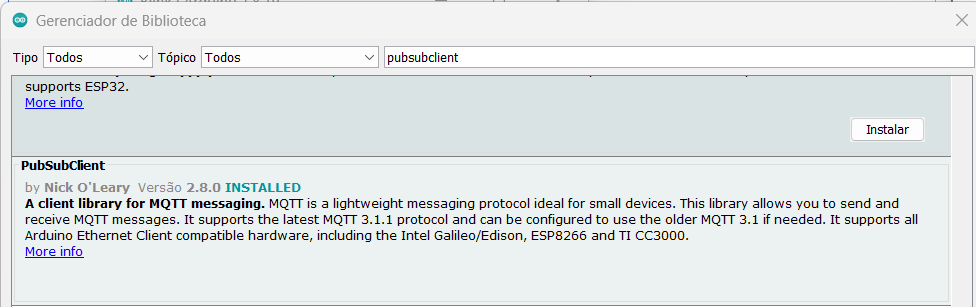 Gerenciador de Biblioteca
Tipo Todos Tópico Todos pubsubclient
supports ESP32.
More info
Instalar
PubSubClient
by Nick O'Leary Versão 2.8.0 INSTALLED
A client library for MQTT messaging. MQTT is a lightweight messaging protocol ideal for small devices. This library allows you to send and
receive MQTT messages. It supports the latest MQTT 3.1.1 protocol and can be configured to use the older MQTT 3.1 if needed. It supports all
Arduino Ethernet Client compatible hardware, including the Intel Galileo/Edison, ESP8266 and TI CC3000.
More info